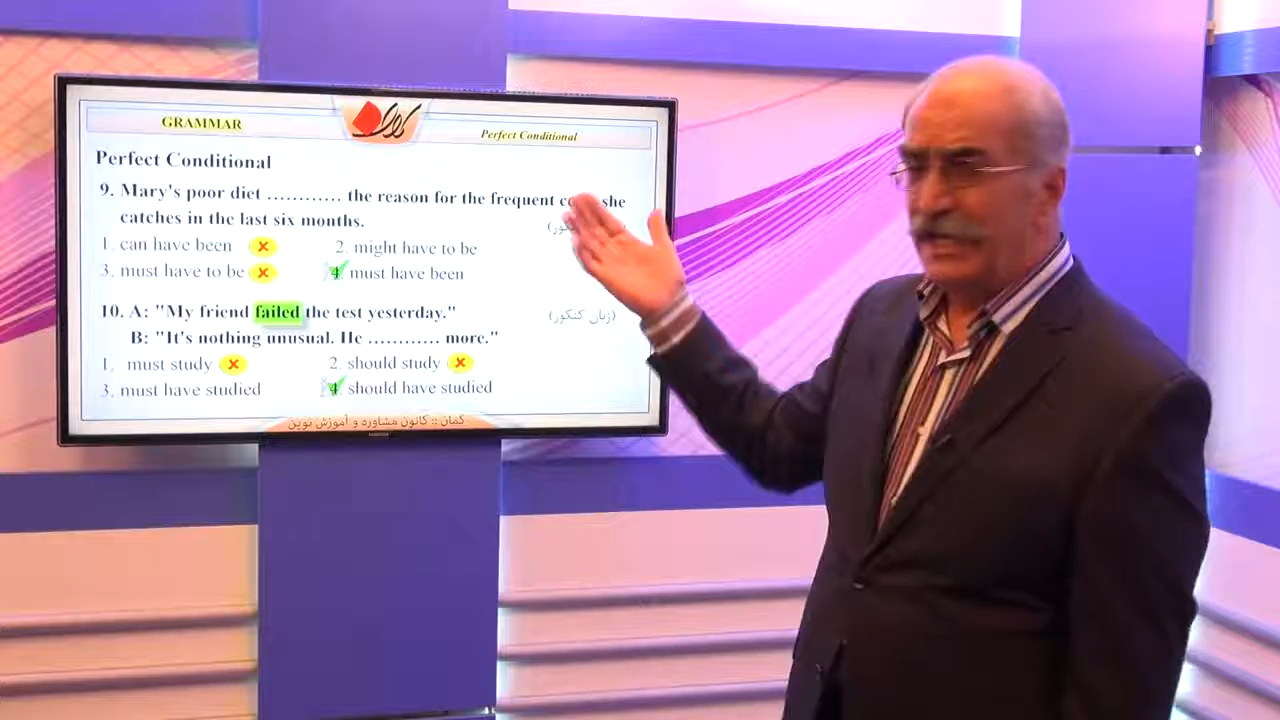 GRAMMAR
کمان
Perfect Conditional
Perfect Conditional
9. Mary's poor diet ............ the reason for the frequent she
catches in the last six months.
1. can have been 2. might have to be
3. must have to be 4. must have been
10. A: "My friend failed the test yesterday."
(زبان کنکور)
B: "It's nothing unusual. He ............ more."
1. must study 2. should study
3. must have studied 4. should have studied
کمان :: کانون مشاوره و آموزش نوین